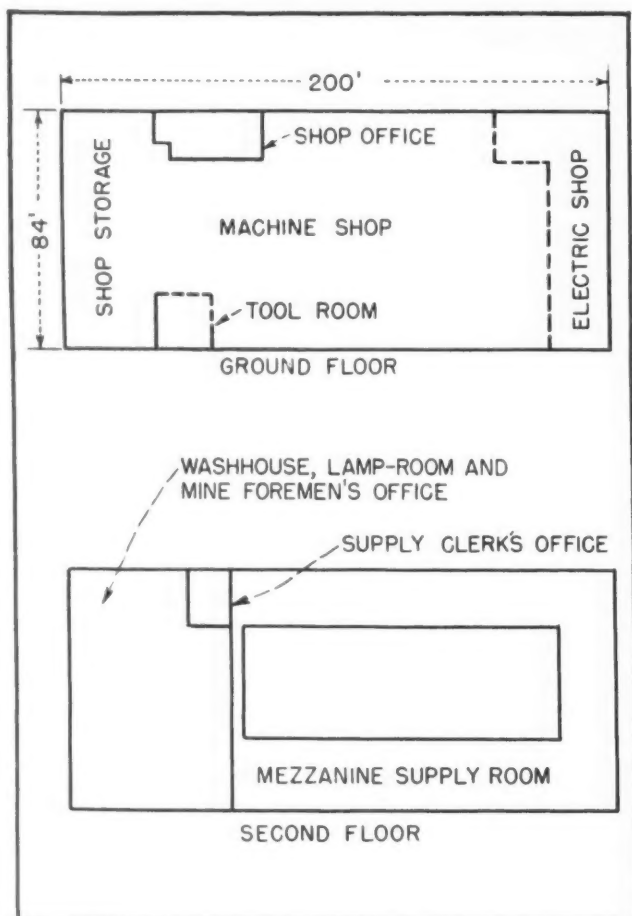 200'
SHOP OFFICE
84'
SHOP STORAGE
MACHINE SHOP
ELECTRIC SHOP
TOOL ROOM
GROUND FLOOR
WASHHOUSE, LAMP-ROOM AND
MINE FOREMEN'S OFFICE
SUPPLY CLERK'S OFFICE
MEZZANINE SUPPLY ROOM
SECOND FLOOR